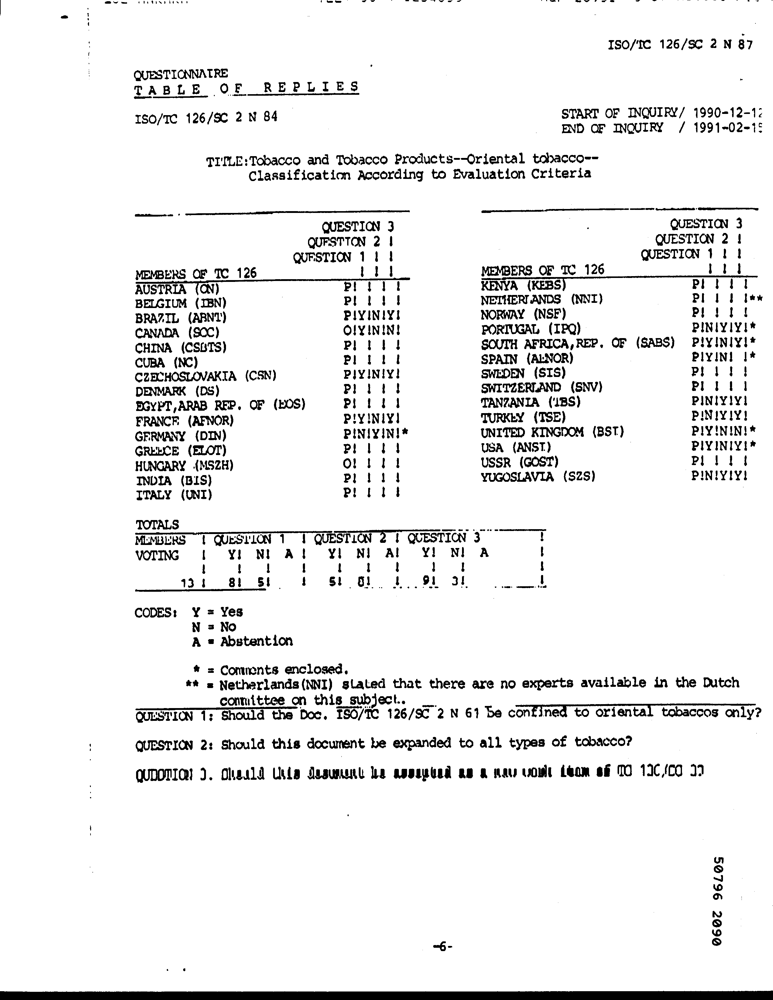 ISO/TC 126/SC 2 N 87
QUESTIONNAIRE
TABLE OF REPLIES
ISO/TC 126/SC 2 N 84
START OF INQUIRY/ 1990-12-12
END OF INQUIRY / 1991-02-15
TITLE:Tobacco and Tobacco Products--Oriental tobacco--
Classification According to Evaluation Criteria
QUESTION 3
QUESTION 2 !
QUESTION 1 ! !
MEMBERS OF TC 126 ! ! !
AUSTRIA (ON) P! ! ! !
BELGIUM (IBN) P! ! ! !
BRAZIL (ABNT) P!Y!N!Y!
CANADA (SCC) O!Y!N!N!
CHINA (CSBTS) P! ! ! !
CUBA (NC) P! ! ! !
CZECHOSLOVAKIA (CSN) P!Y!N!Y!
DENMARK (DS) P! ! ! !
EGYPT,ARAB REP. OF (EOS) P! ! ! !
FRANCE (AFNOR) P!Y!N!Y!
GERMANY (DIN) P!N!Y!N!*
GREECE (ELOT) P! ! ! !
HUNGARY (MSZH) O! ! ! !
INDIA (BIS) P! ! ! !
ITALY (UNI) P! ! ! !
QUESTION 3
QUESTION 2 !
QUESTION 1 ! !
MEMBERS OF TC 126 ! ! !
KENYA (KEBS) P! ! ! !
NETHERLANDS (NNI) P! ! ! !**
NORWAY (NSF) P! ! ! !
PORTUGAL (IPQ) P!N!Y!Y!*
SOUTH AFRICA,REP. OF (SABS) P!Y!N!Y!*
SPAIN (AENOR) P!Y!N! !*
SWEDEN (SIS) P! ! ! !
SWITZERLAND (SNV) P! ! ! !
TANZANIA (TBS) P!N!Y!Y!
TURKEY (TSE) P!N!Y!Y!
UNITED KINGDOM (BSI) P!Y!N!N!*
USA (ANSI) P!Y!N!Y!*
USSR (GOST) P! ! ! !
YUGOSLAVIA (SZS) P!N!Y!Y!
TOTALS
MEMBERS ! QUESTION 1 ! QUESTION 2 ! QUESTION 3 !
VOTING ! Y! N! A ! Y! N! A! Y! N! A !
! ! ! ! ! ! ! ! ! !
13 ! 8! 5! ! 5! 8! ! 9! 3! !
CODES: Y = Yes
N = No
A = Abstention
* = Comments enclosed.
** = Netherlands(NNI) stated that there are no experts available in the Dutch
committee on this subject.
QUESTION 1: Should the Doc. ISO/TC 126/SC 2 N 61 be confined to oriental tobaccos only?
QUESTION 2: Should this document be expanded to all types of tobacco?
QUESTION 3. Should this document be accepted as a new work item of TC
50796 2090
-6-